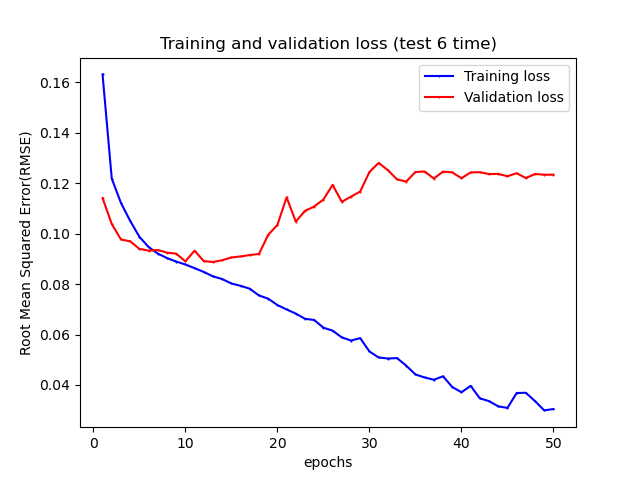 Training and validation loss (test 6 time)
Training loss
Validation loss
Root Mean Squared Error(RMSE)
0.16
0.14
0.12
0.10
0.08
0.06
0.04
0 10 20 30 40 50
epochs